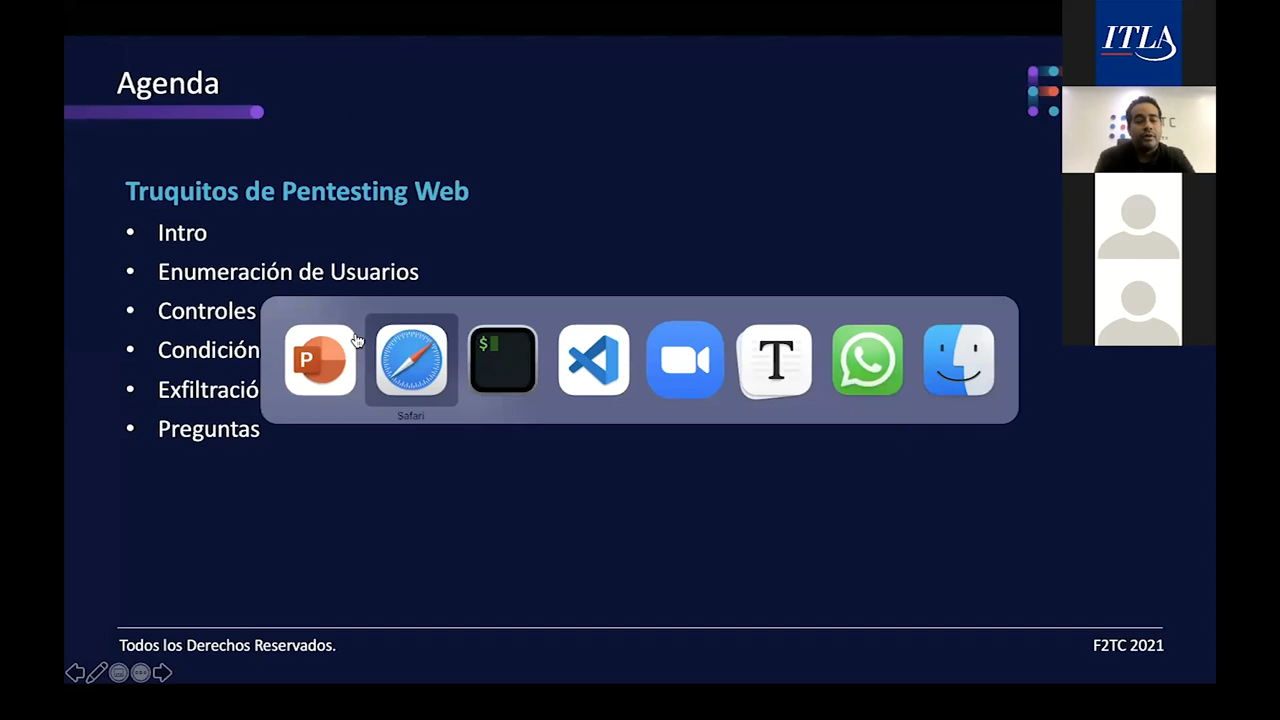 Agenda
ITLA
TC
Truquitos de Pentesting Web
• Intro
• Enumeración de Usuarios
• Controles
• Condición
• Exfiltració
• Preguntas
P
$
T
Safari
Todos los Derechos Reservados.
F2TC 2021